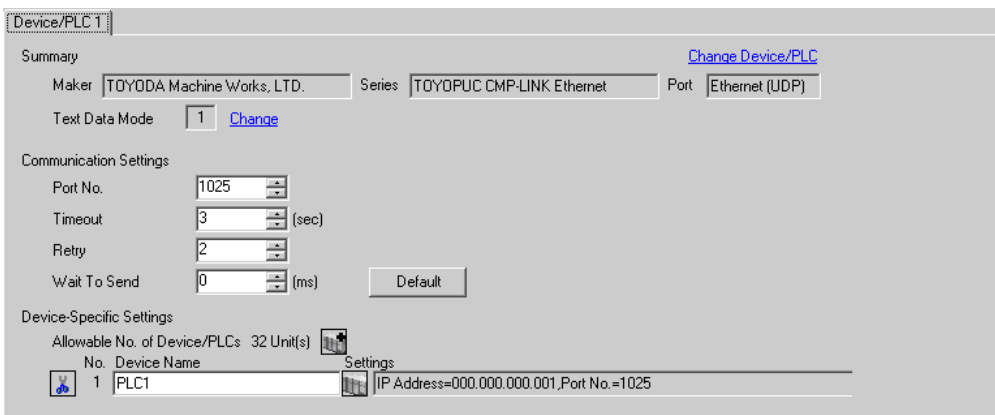 Device/PLC 1
Summary
Change Device/PLC
Maker TOYODA Machine Works, LTD. Series TOYOPUC CMP-LINK Ethernet Port Ethernet (UDP)
Text Data Mode 1 Change
Communication Settings
Port No. 1025
Timeout 3 (sec)
Retry 2
Wait To Send 0 (ms) Default
Device-Specific Settings
Allowable No. of Device/PLCs 32 Unit(s)
No. Device Name Settings
1 PLC1 IP Address=000.000.000.001,Port No.=1025